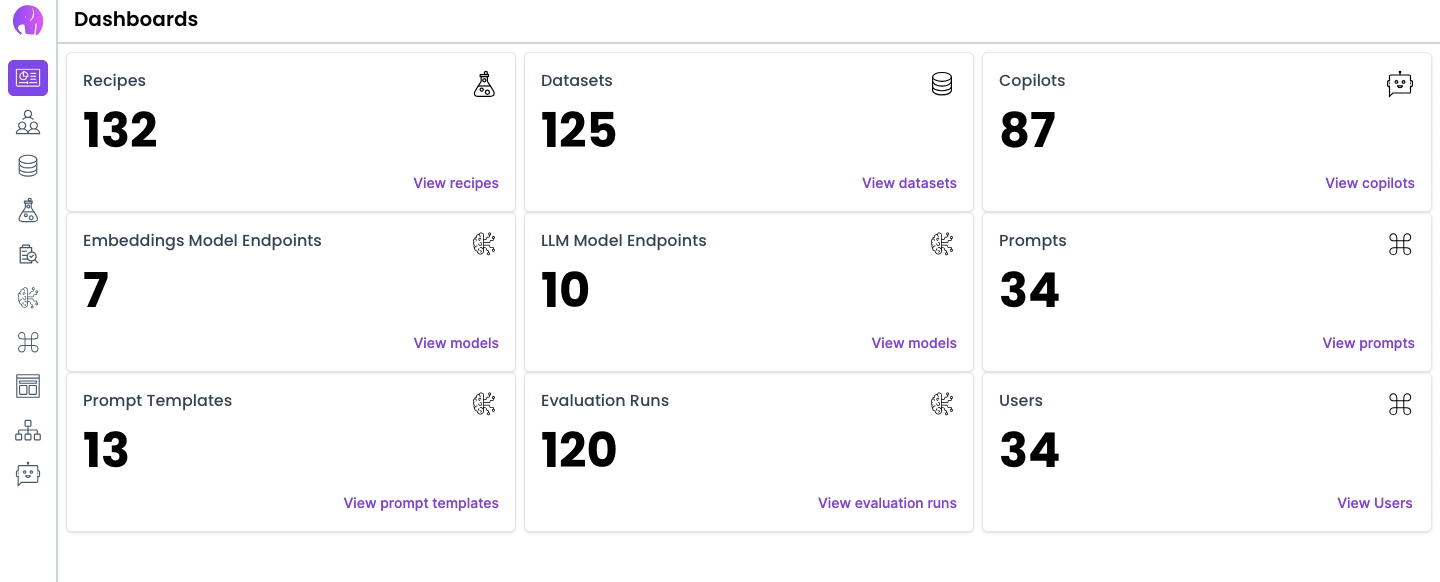 Dashboards
Recipes
132
View recipes
Datasets
125
View datasets
Copilots
87
View copilots
Embeddings Model Endpoints
7
View models
LLM Model Endpoints
10
View models
Prompts
34
View prompts
Prompt Templates
13
View prompt templates
Evaluation Runs
120
View evaluation runs
Users
34
View Users